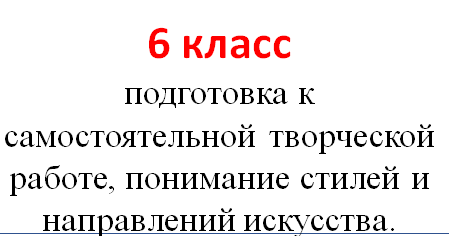 6 класс
подготовка к
самостоятельной творческой
работе, понимание стилей и
направлений искусства.